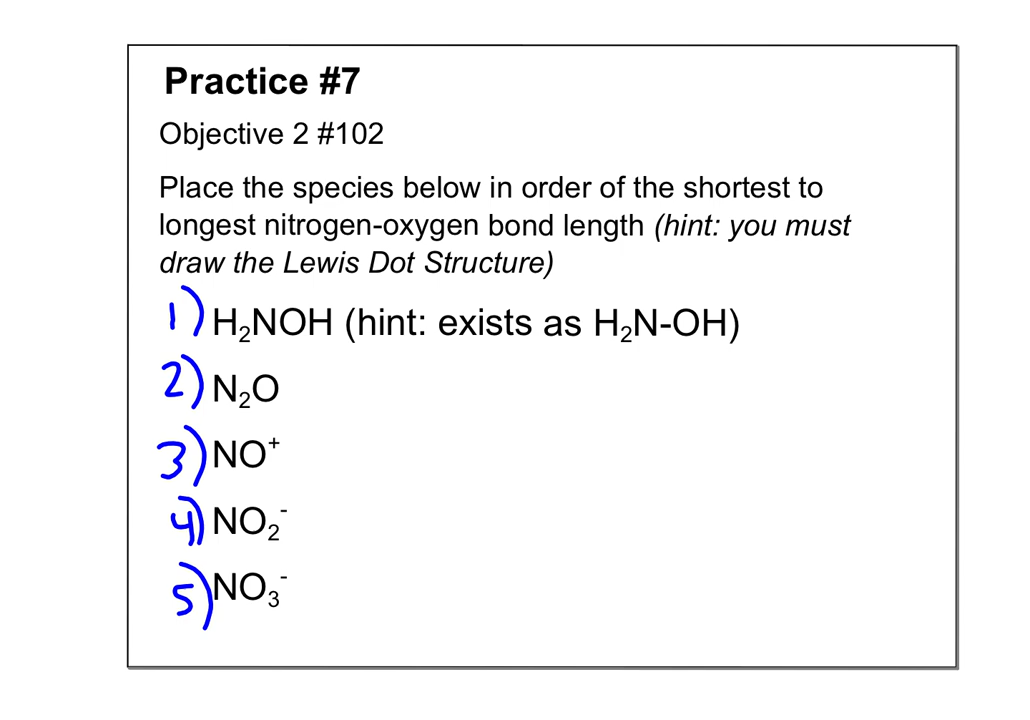 Practice #7
Objective 2 #102
Place the species below in order of the shortest to
longest nitrogen-oxygen bond length (hint: you must
draw the Lewis Dot Structure)
1) H₂NOH (hint: exists as H₂N-OH)
2) N₂O
3) NO⁺
4) NO₂⁻
5) NO₃⁻